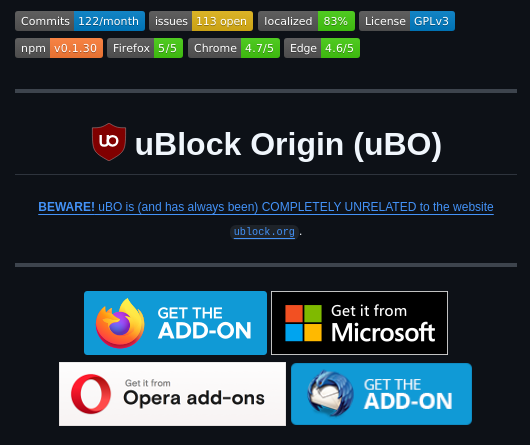 Commits 122/month issues 113 open localized 83% License GPLv3
npm v0.1.30 Firefox 5/5 Chrome 4.7/5 Edge 4.6/5
uBlock Origin (uBO)
BEWARE! uBO is (and has always been) COMPLETELY UNRELATED to the website
ublock.org.
GET THE
ADD-ON
Get it from
Microsoft
Get it from
Opera add-ons
GET THE
ADD-ON